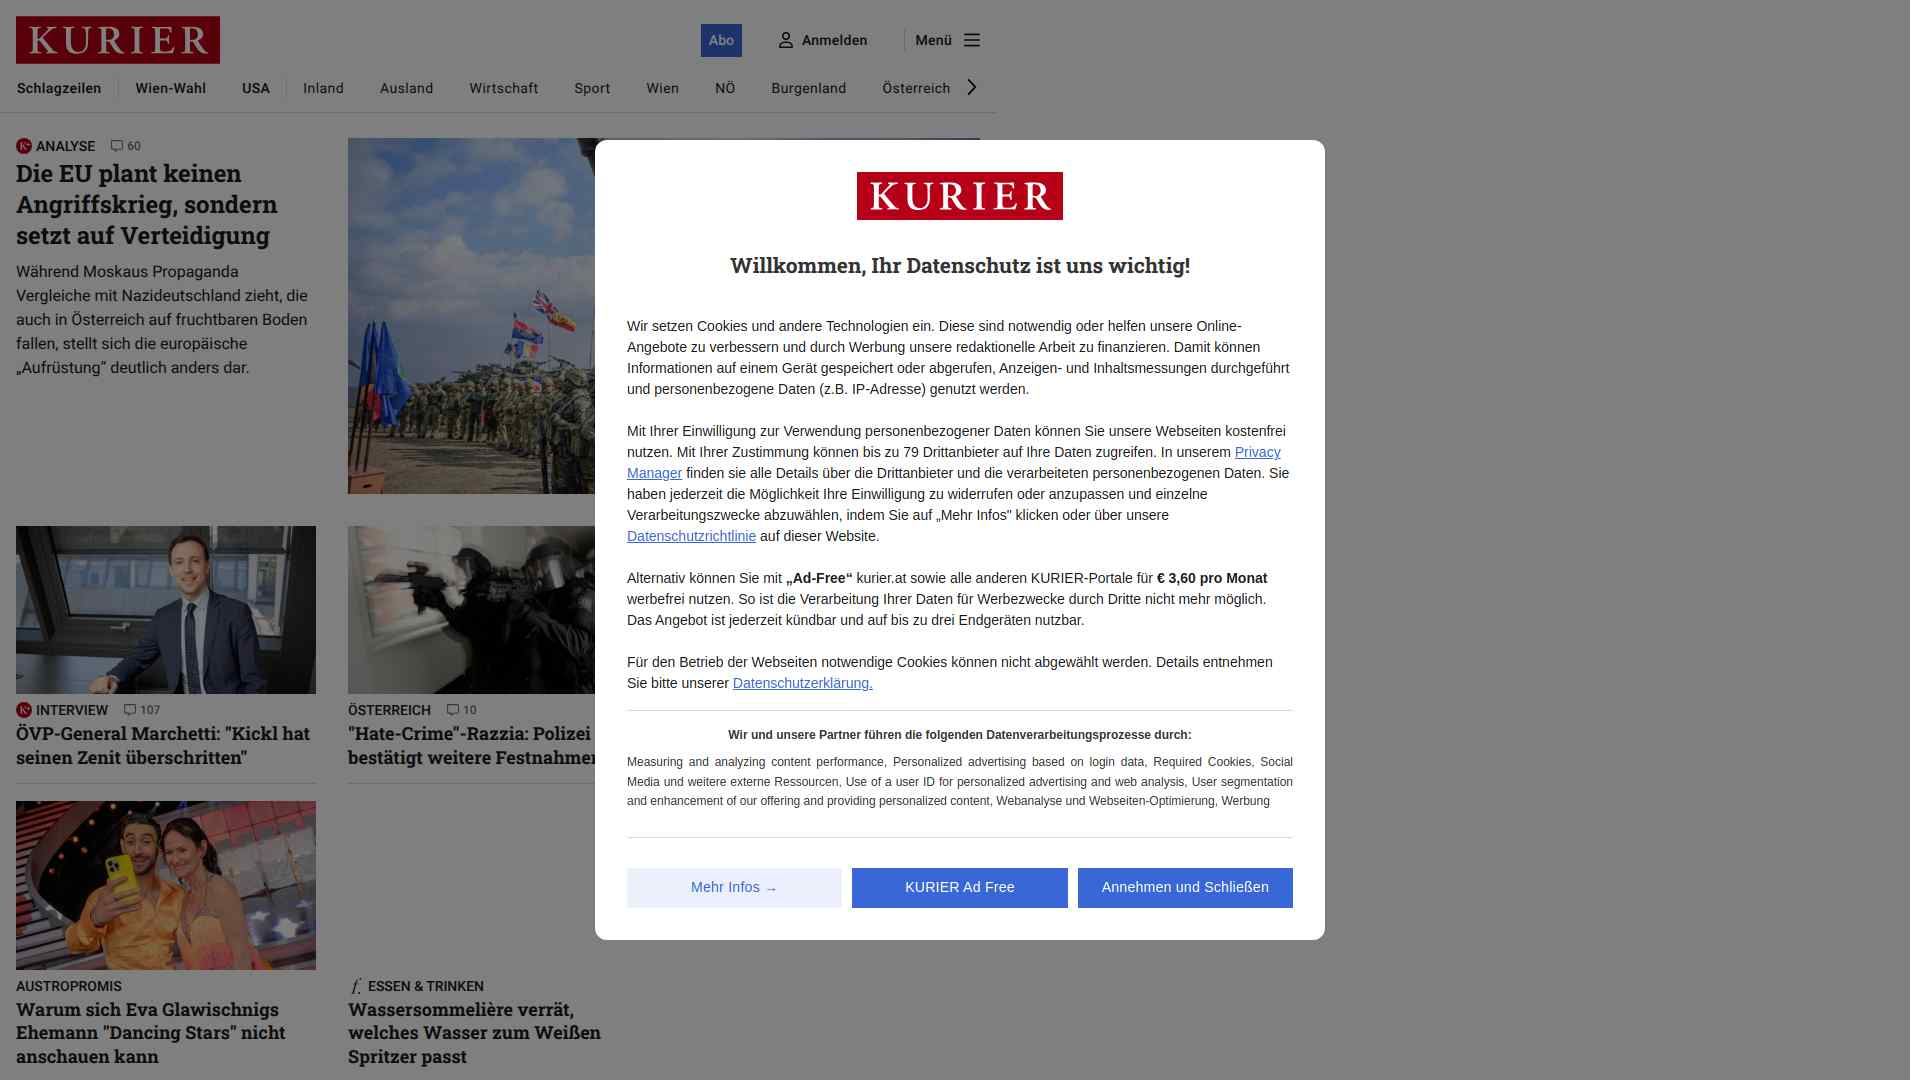 KURIER
Abo
Anmelden
Menü
Schlagzeilen
Wien-Wahl
USA
Inland
Ausland
Wirtschaft
Sport
Wien
NÖ
Burgenland
Österreich
ANALYSE 60
Die EU plant keinen
Angriffskrieg, sondern
setzt auf Verteidigung
Während Moskaus Propaganda
Vergleiche mit Nazideutschland zieht, die
auch in Österreich auf fruchtbaren Boden
fallen, stellt sich die europäische
„Aufrüstung“ deutlich anders dar.
INTERVIEW 107
ÖVP-General Marchetti: "Kickl hat
seinen Zenit überschritten"
ÖSTERREICH 10
"Hate-Crime"-Razzia: Polizei
bestätigt weitere Festnahmen
AUSTROPROMIS
Warum sich Eva Glawischnigs
Ehemann "Dancing Stars" nicht
anschauen kann
f. ESSEN & TRINKEN
Wassersommelière verrät,
welches Wasser zum Weißen
Spritzer passt
KURIER
Willkommen, Ihr Datenschutz ist uns wichtig!
Wir setzen Cookies und andere Technologien ein. Diese sind notwendig oder helfen unsere Online-
Angebote zu verbessern und durch Werbung unsere redaktionelle Arbeit zu finanzieren. Damit können
Informationen auf einem Gerät gespeichert oder abgerufen, Anzeigen- und Inhaltsmessungen durchgeführt
und personenbezogene Daten (z.B. IP-Adresse) genutzt werden.
Mit Ihrer Einwilligung zur Verwendung personenbezogener Daten können Sie unsere Webseiten kostenfrei
nutzen. Mit Ihrer Zustimmung können bis zu 79 Drittanbieter auf Ihre Daten zugreifen. In unserem Privacy
Manager finden sie alle Details über die Drittanbieter und die verarbeiteten personenbezogenen Daten. Sie
haben jederzeit die Möglichkeit Ihre Einwilligung zu widerrufen oder anzupassen und einzelne
Verarbeitungszwecke abzuwählen, indem Sie auf „Mehr Infos" klicken oder über unsere
Datenschutzrichtlinie auf dieser Website.
Alternativ können Sie mit „Ad-Free“ kurier.at sowie alle anderen KURIER-Portale für € 3,60 pro Monat
werbefrei nutzen. So ist die Verarbeitung Ihrer Daten für Werbezwecke durch Dritte nicht mehr möglich.
Das Angebot ist jederzeit kündbar und auf bis zu drei Endgeräten nutzbar.
Für den Betrieb der Webseiten notwendige Cookies können nicht abgewählt werden. Details entnehmen
Sie bitte unserer Datenschutzerklärung.
Wir und unsere Partner führen die folgenden Datenverarbeitungsprozesse durch:
Measuring and analyzing content performance, Personalized advertising based on login data, Required Cookies, Social
Media und weitere externe Ressourcen, Use of a user ID for personalized advertising and web analysis, User segmentation
and enhancement of our offering and providing personalized content, Webanalyse und Webseiten-Optimierung, Werbung
Mehr Infos →
KURIER Ad Free
Annehmen und Schließen